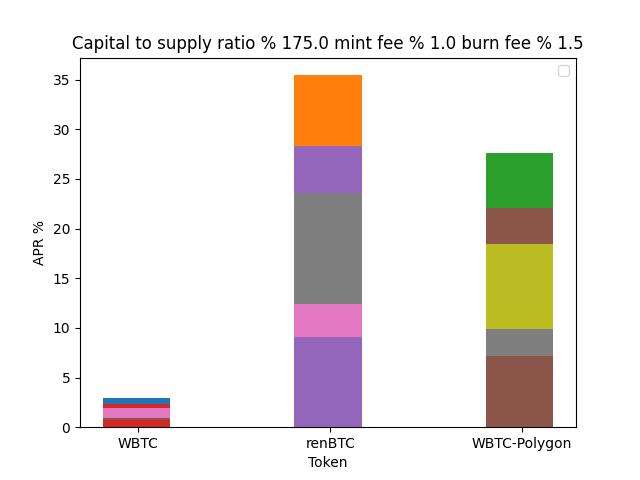 Capital to supply ratio % 175.0 mint fee % 1.0 burn fee % 1.5
35
30
25
20
15
10
5
0
APR %
WBTC renBTC WBTC-Polygon
Token